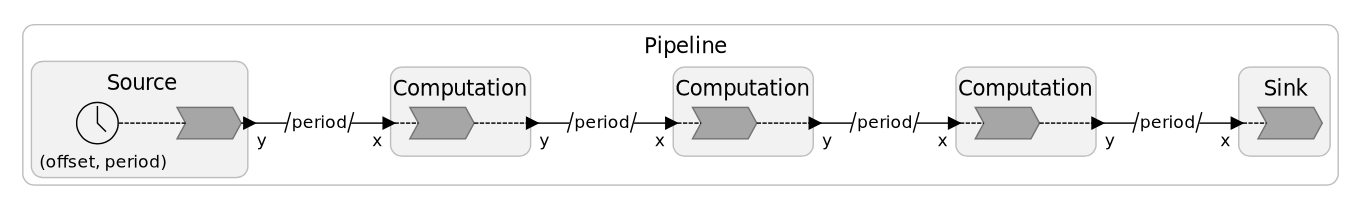 Pipeline
Source
(offset, period)
y
/period/
x
Computation
y
/period/
x
Computation
y
/period/
x
Computation
y
/period/
x
Sink